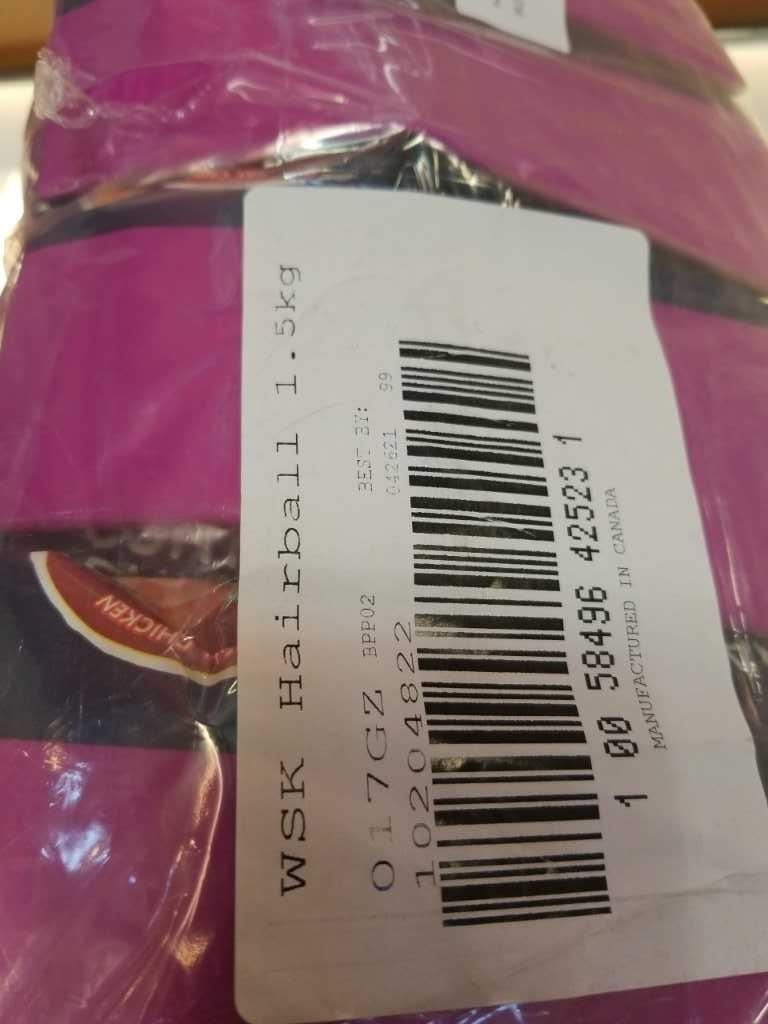 WSK Hairball 1.5kg
017GZ BPP02 BEST BY:
10204822 042621 99
1 00 58496 42523 1
MANUFACTURED IN CANADA
CHICKEN